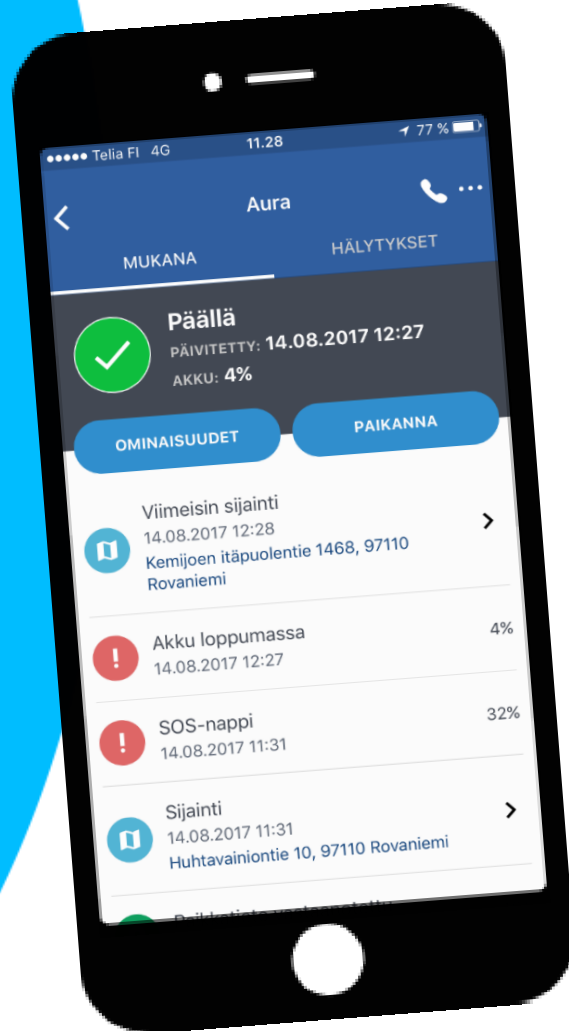 Telia FI 4G 11.28 77 %
Aura
MUKANA HÄLYTYKSET
Päällä
PÄIVITETTY: 14.08.2017 12:27
AKKU: 4%
OMINAISUUDET PAIKANNA
Viimeisin sijainti
14.08.2017 12:28
Kemijoen itäpuolentie 1468, 97110
Rovaniemi
Akku loppumassa 4%
14.08.2017 12:27
SOS-nappi 32%
14.08.2017 11:31
Sijainti
14.08.2017 11:31
Huhtavainiontie 10, 97110 Rovaniemi